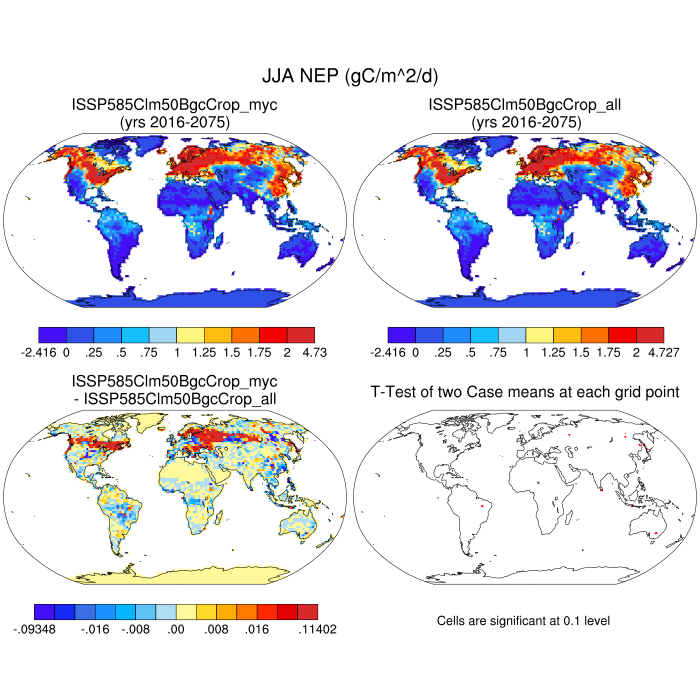 JJA NEP (gC/m^2/d)
ISSP585Clm50BgcCrop_myc
(yrs 2016-2075)
ISSP585Clm50BgcCrop_all
(yrs 2016-2075)
-2.416 0 .25 .5 .75 1 1.25 1.5 1.75 2 4.73
-2.416 0 .25 .5 .75 1 1.25 1.5 1.75 2 4.727
ISSP585Clm50BgcCrop_myc
- ISSP585Clm50BgcCrop_all
T-Test of two Case means at each grid point
-.09348 -.016 -.008 .00 .008 .016 .11402
Cells are significant at 0.1 level